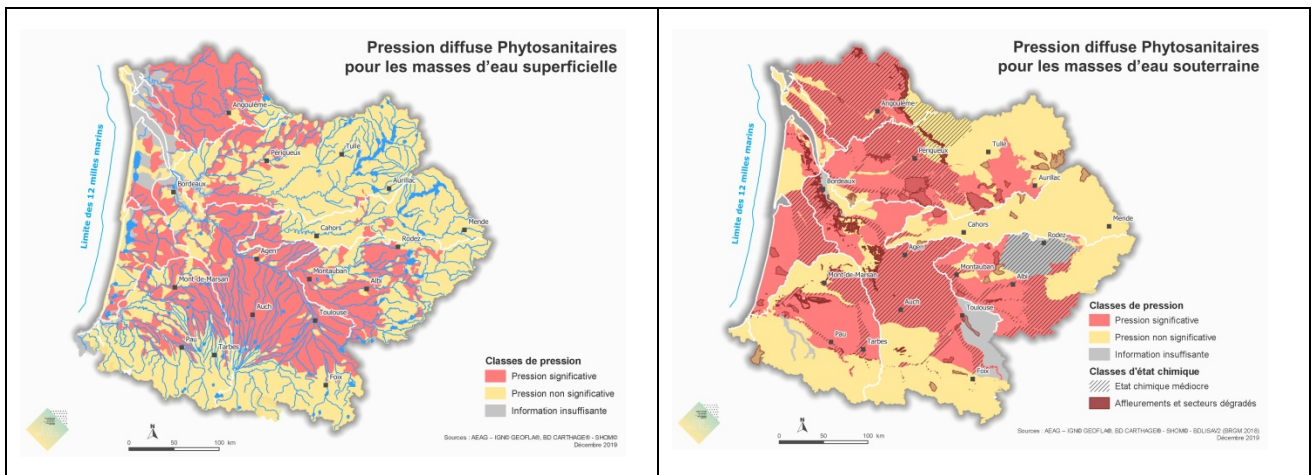 Pression diffuse Phytosanitaires
pour les masses d'eau superficielle
Limite des 12 milles marins
Angoulême
Périgueux
Tulle
Bordeaux
Aurillac
Mende
Cahors
Rodez
Agen
Montauban
Mont-de-Marsan
Albi
Auch
Toulouse
Pau
Tarbes
Foix
Classes de pression
Pression significative
Pression non significative
Information insuffisante
N
0 50 100 km
Sources : AEAG – IGN® GEOFLA®, BD CARTHAGE® - SHOM®
Décembre 2019
Pression diffuse Phytosanitaires
pour les masses d'eau souterraine
Limite des 12 milles marins
Angoulême
Périgueux
Tulle
Bordeaux
Aurillac
Mende
Cahors
Rodez
Agen
Montauban
Mont-de-Marsan
Albi
Auch
Toulouse
Pau
Tarbes
Foix
Classes de pression
Pression significative
Pression non significative
Information insuffisante
Classes d'état chimique
Etat chimique médiocre
Affleurements et secteurs dégradés
N
0 50 100 km
Sources : AEAG – IGN® GEOFLA®, BD CARTHAGE® - SHOM® - BDLISAV2 (BRGM 2018)
Décembre 2019